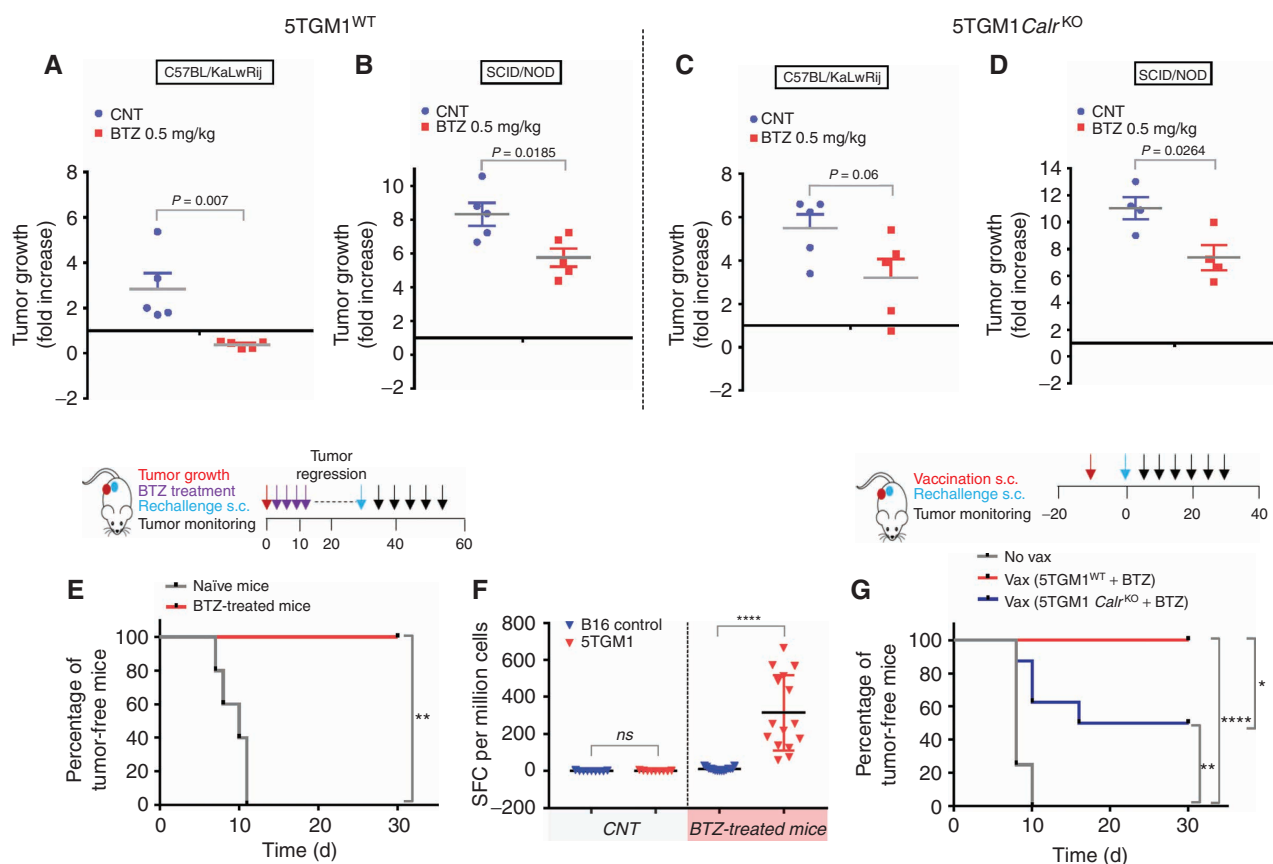 5TGM1WT
5TGM1CalrKO
A
C57BL/KaLwRij
CNT
BTZ 0.5 mg/kg
P = 0.007
Tumor growth
(fold increase)
8
6
4
2
0
−2
B
SCID/NOD
CNT
BTZ 0.5 mg/kg
P = 0.0185
Tumor growth
(fold increase)
10
8
6
4
2
0
−2
C
C57BL/KaLwRij
CNT
BTZ 0.5 mg/kg
P = 0.06
Tumor growth
(fold increase)
8
6
4
2
0
−2
D
SCID/NOD
CNT
BTZ 0.5 mg/kg
P = 0.0264
Tumor growth
(fold increase)
14
12
10
8
6
4
2
0
−2
Tumor growth
BTZ treatment
Rechallenge s.c.
Tumor monitoring
Tumor
regression
0 10 20 40 60
E
Naïve mice
BTZ-treated mice
Percentage of
tumor-free mice
100
80
60
40
20
0
0 10 20 30
Time (d)
**
F
B16 control
5TGM1
SFC per million cells
800
600
400
200
0
−200
ns
****
CNT
BTZ-treated mice
Vaccination s.c.
Rechallenge s.c.
Tumor monitoring
−20 0 20 40
G
No vax
Vax (5TGM1WT + BTZ)
Vax (5TGM1 CalrKO + BTZ)
Percentage of
tumor-free mice
100
80
60
40
20
0
0 10 20 30
Time (d)
**
****
*